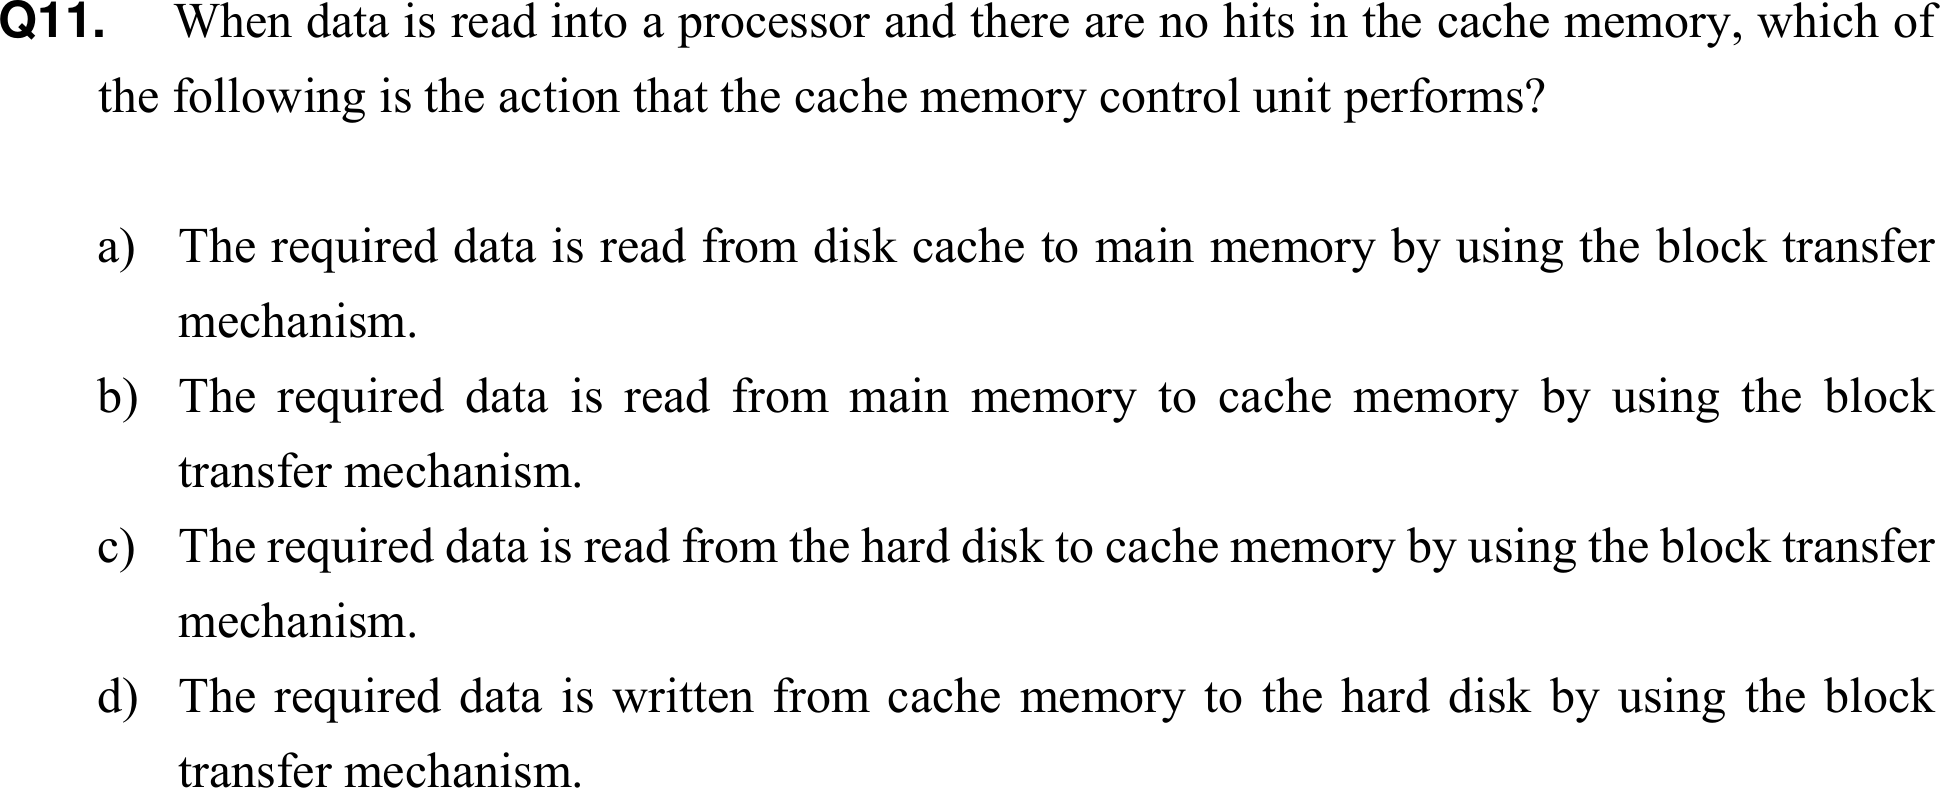 Q11. When data is read into a processor and there are no hits in the cache memory, which of
the following is the action that the cache memory control unit performs?
a) The required data is read from disk cache to main memory by using the block transfer
mechanism.
b) The required data is read from main memory to cache memory by using the block
transfer mechanism.
c) The required data is read from the hard disk to cache memory by using the block transfer
mechanism.
d) The required data is written from cache memory to the hard disk by using the block
transfer mechanism.